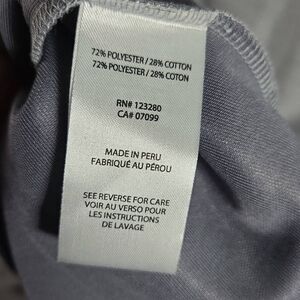 72% POLYESTER / 28% COTTON
72% POLYESTER / 28% COTON
RN# 123280
CA# 07099
MADE IN PERU
FABRIQUÉ AU PÉROU
SEE REVERSE FOR CARE
VOIR AU VERSO POUR
LES INSTRUCTIONS
DE LAVAGE